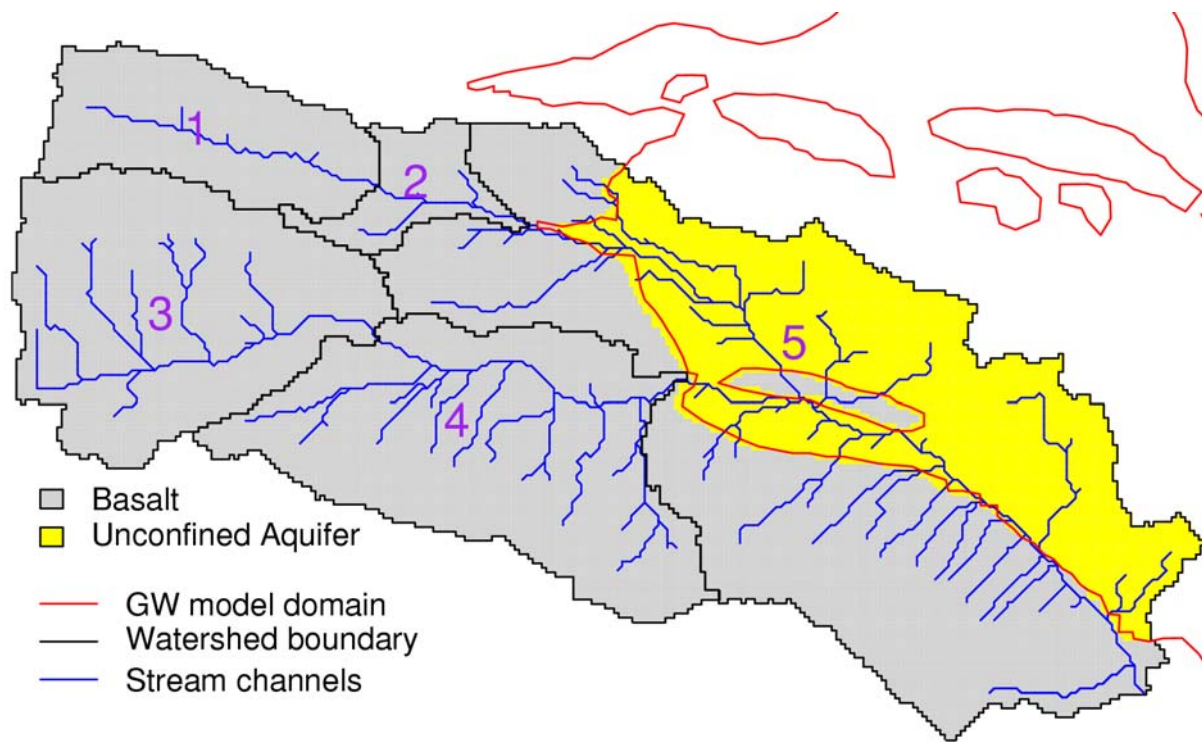 1
2
3
5
4
Basalt
Unconfined Aquifer
GW model domain
Watershed boundary
Stream channels